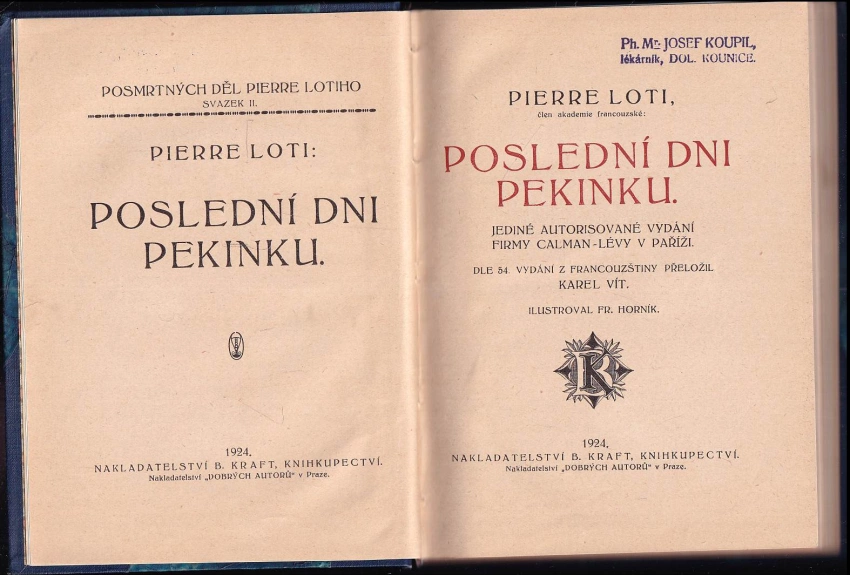 POSMRTNÝCH DĚL PIERRE LOTIHO
SVAZEK II.
PIERRE LOTI:
POSLEDNÍ DNI
PEKINKU.
1924.
NAKLADATELSTVÍ B. KRAFT, KNIHKUPECTVÍ.
Nakladatelství „DOBRÝCH AUTORŮ“ v Praze.
Ph. Mr. JOSEF KOUPIL,
lékárník, DOL. KOUNICE.
PIERRE LOTI,
člen akademie francouzské:
POSLEDNÍ DNI
PEKINKU.
JEDINÉ AUTORISOVANÉ VYDÁNÍ
FIRMY CALMAN-LÉVY V PAŘÍŽI.
DLE 54. VYDÁNÍ Z FRANCOUZŠTINY PŘELOŽIL
KAREL VÍT.
ILUSTROVAL FR. HORNÍK.
BK
1924.
NAKLADATELSTVÍ B. KRAFT, KNIHKUPECTVÍ.
Nakladatelství „DOBRÝCH AUTORŮ“ v Praze.